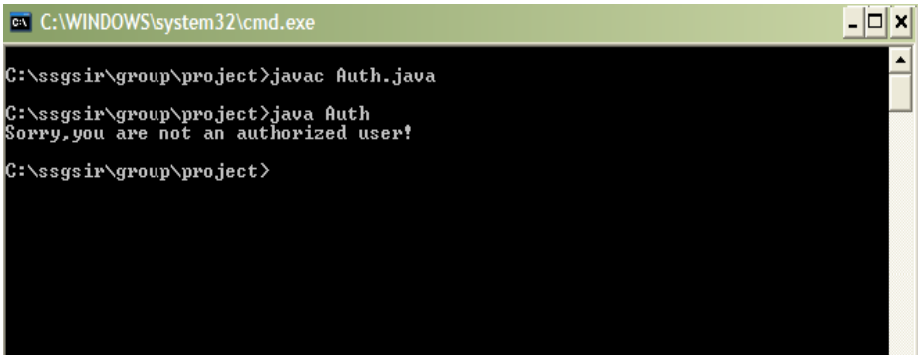 C:\WINDOWS\system32\cmd.exe
C:\ssgsir\group\project>javac Auth.java
C:\ssgsir\group\project>java Auth
Sorry,you are not an authorized user!
C:\ssgsir\group\project>